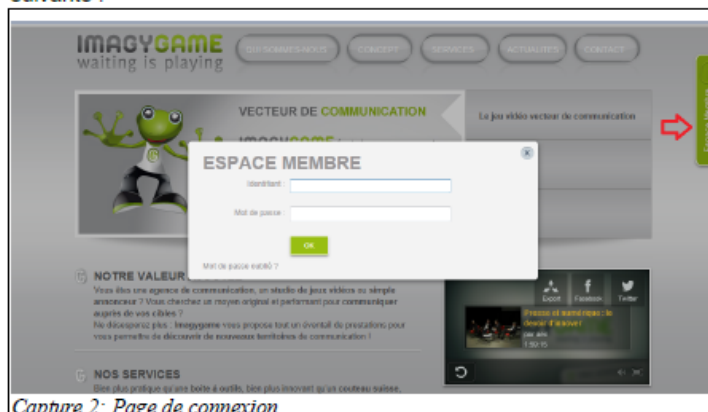 IMAGYGAME
waiting is playing
QUI SOMMES-NOUS CONCEPT SERVICES ACTUALITES CONTACT
VECTEUR DE COMMUNICATION
Le jeu vidéo vecteur de communication
IMAGYGAME
ESPACE MEMBRE
Identifiant :
Mot de passe :
OK
Mot de passe oublié ?
NOTRE VALEUR
Vous êtes une agence de communication, un studio de jeux vidéos ou simple
annonceur ? Vous cherchez un moyen original et performant pour communiquer
auprès de vos cibles ?
Ne désespérez plus : Imagygame vous propose tout un éventail de prestations pour
vous permettre de découvrir de nouveaux territoires de communication !
Export Facebook Twitter
Presse et numérique : le
devoir d'innover
par
1:50:15
NOS SERVICES
Bien plus pratique qu'une boîte à outils, bien plus innovant qu'un couteau suisse,
Capture 2: Page de connexion